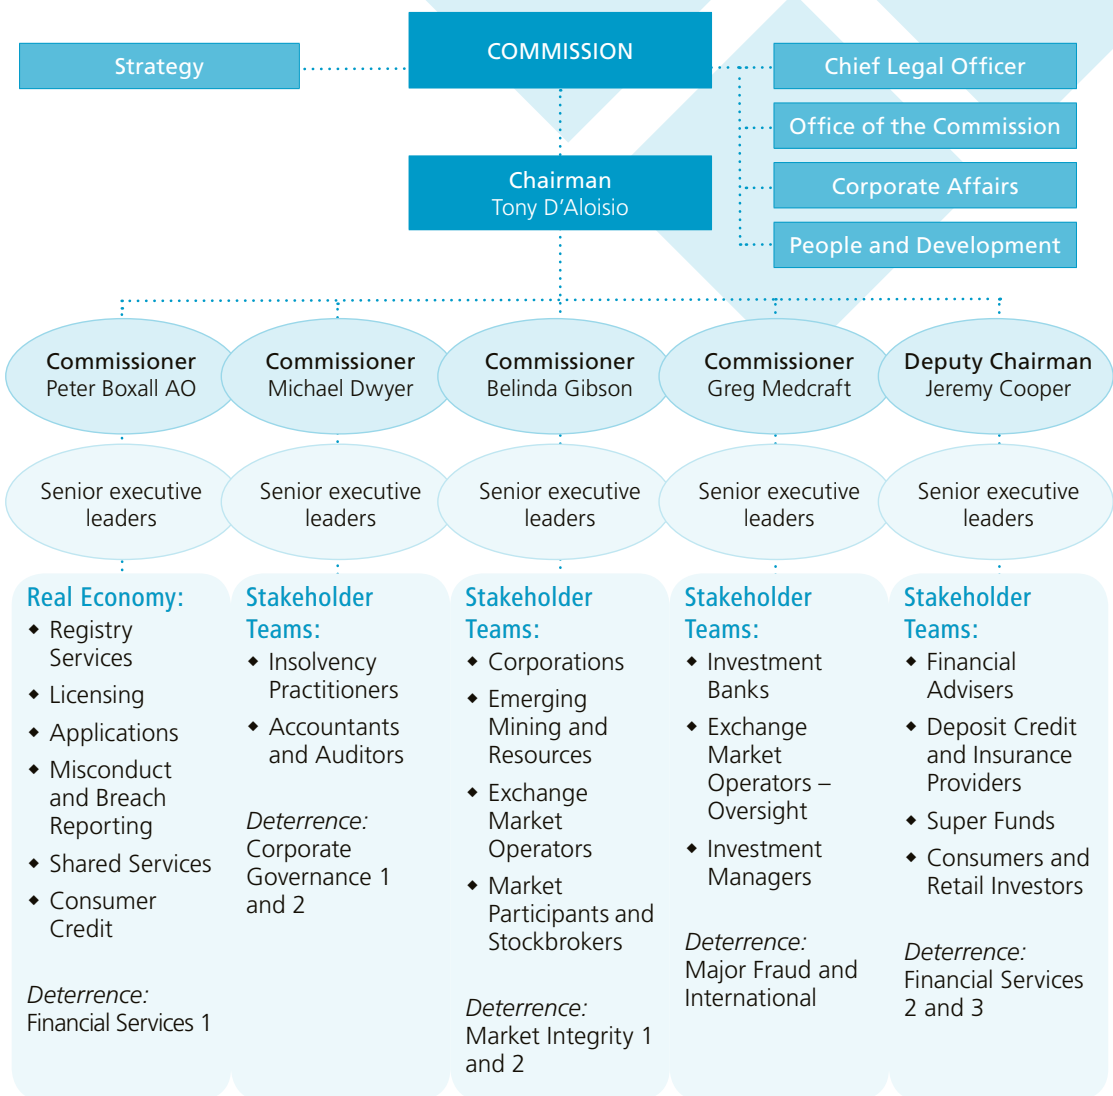 COMMISSION
Strategy
Chief Legal Officer
Office of the Commission
Corporate Affairs
People and Development
Chairman
Tony D’Aloisio
Commissioner
Peter Boxall AO
Commissioner
Michael Dwyer
Commissioner
Belinda Gibson
Commissioner
Greg Medcraft
Deputy Chairman
Jeremy Cooper
Senior executive
leaders
Senior executive
leaders
Senior executive
leaders
Senior executive
leaders
Senior executive
leaders
Real Economy:
◆ Registry
Services
◆ Licensing
◆ Applications
◆ Misconduct
and Breach
Reporting
◆ Shared Services
◆ Consumer
Credit
Deterrence:
Financial Services 1
Stakeholder
Teams:
◆ Insolvency
Practitioners
◆ Accountants
and Auditors
Deterrence:
Corporate
Governance 1
and 2
Stakeholder
Teams:
◆ Corporations
◆ Emerging
Mining and
Resources
◆ Exchange
Market
Operators
◆ Market
Participants and
Stockbrokers
Deterrence:
Market Integrity 1
and 2
Stakeholder
Teams:
◆ Investment
Banks
◆ Exchange
Market
Operators –
Oversight
◆ Investment
Managers
Deterrence:
Major Fraud and
International
Stakeholder
Teams:
◆ Financial
Advisers
◆ Deposit Credit
and Insurance
Providers
◆ Super Funds
◆ Consumers and
Retail Investors
Deterrence:
Financial Services
2 and 3